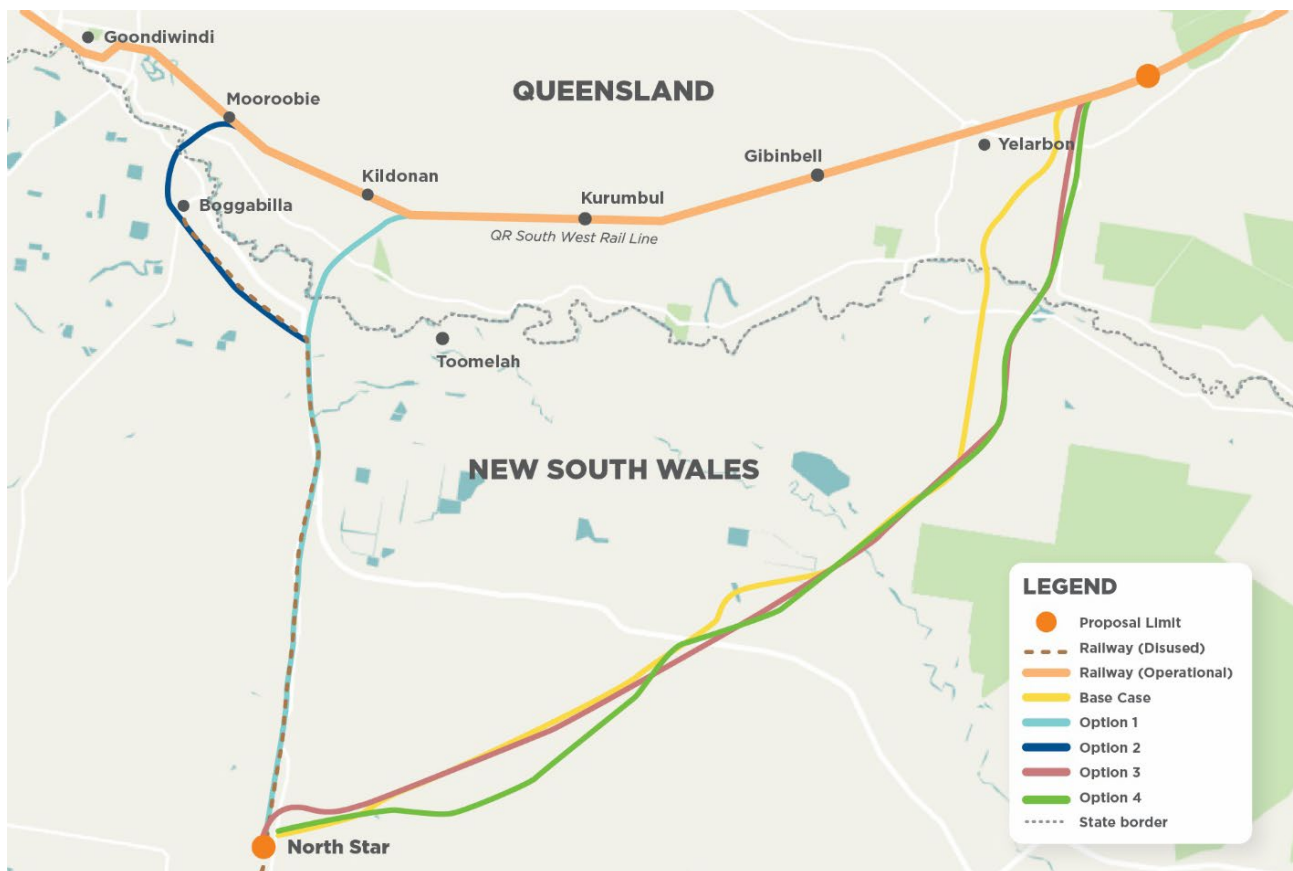 Goondiwindi
QUEENSLAND
Mooroobie
Yelarbon
Gibinbell
Kildonan
Kurumbul
Boggabilla
QR South West Rail Line
Toomelah
NEW SOUTH WALES
LEGEND
Proposal Limit
Railway (Disused)
Railway (Operational)
Base Case
Option 1
Option 2
Option 3
Option 4
State border
North Star